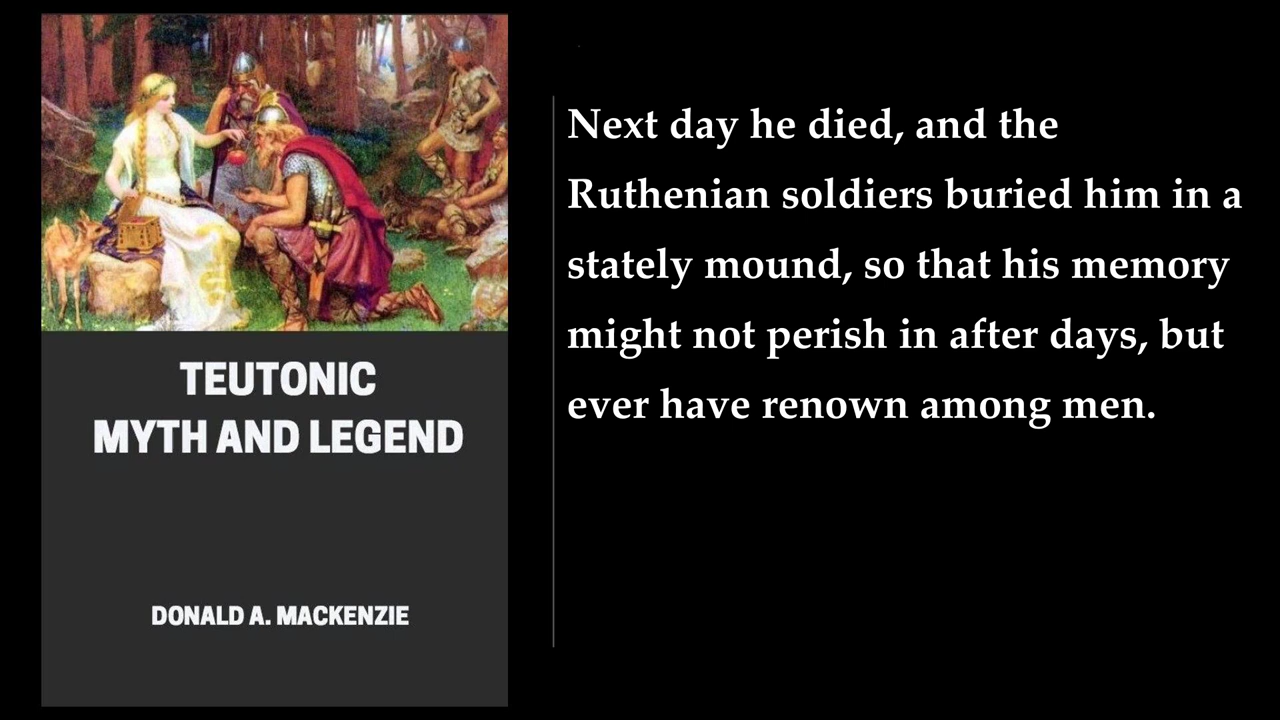 TEUTONIC
MYTH AND LEGEND
DONALD A. MACKENZIE
Next day he died, and the
Ruthenian soldiers buried him in a
stately mound, so that his memory
might not perish in after days, but
ever have renown among men.